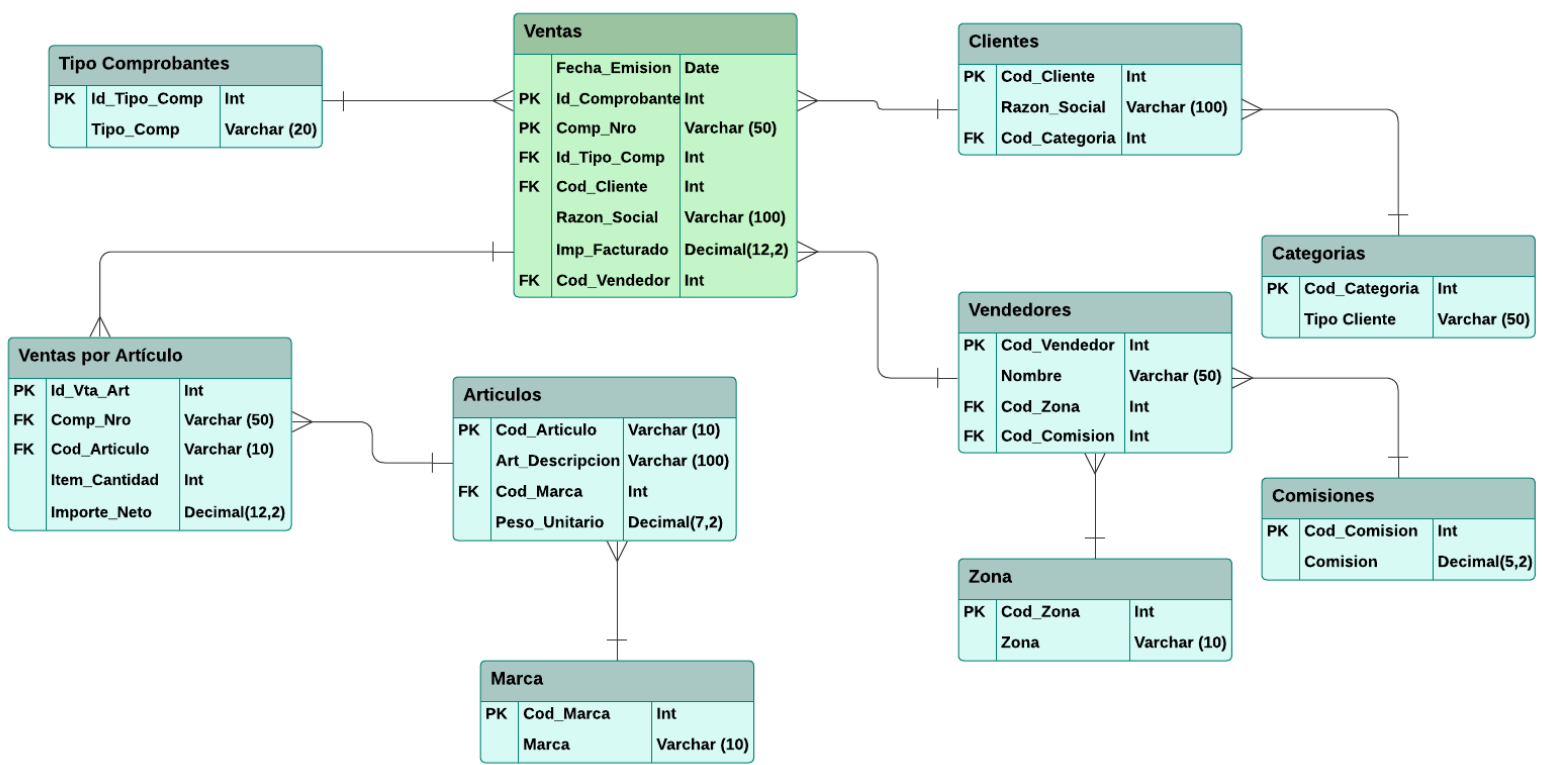 Tipo Comprobantes
PK Id_Tipo_Comp Int
Tipo_Comp Varchar (20)
Ventas
Fecha_Emision Date
PK Id_Comprobante Int
PK Comp_Nro Varchar (50)
FK Id_Tipo_Comp Int
FK Cod_Cliente Int
Razon_Social Varchar (100)
Imp_Facturado Decimal(12,2)
FK Cod_Vendedor Int
Clientes
PK Cod_Cliente Int
Razon_Social Varchar (100)
FK Cod_Categoria Int
Categorias
PK Cod_Categoria Int
Tipo Cliente Varchar (50)
Ventas por Artículo
PK Id_Vta_Art Int
FK Comp_Nro Varchar (50)
FK Cod_Articulo Varchar (10)
Item_Cantidad Int
Importe_Neto Decimal(12,2)
Articulos
PK Cod_Articulo Varchar (10)
Art_Descripcion Varchar (100)
FK Cod_Marca Int
Peso_Unitario Decimal(7,2)
Vendedores
PK Cod_Vendedor Int
Nombre Varchar (50)
FK Cod_Zona Int
FK Cod_Comision Int
Comisiones
PK Cod_Comision Int
Comision Decimal(5,2)
Zona
PK Cod_Zona Int
Zona Varchar (10)
Marca
PK Cod_Marca Int
Marca Varchar (10)